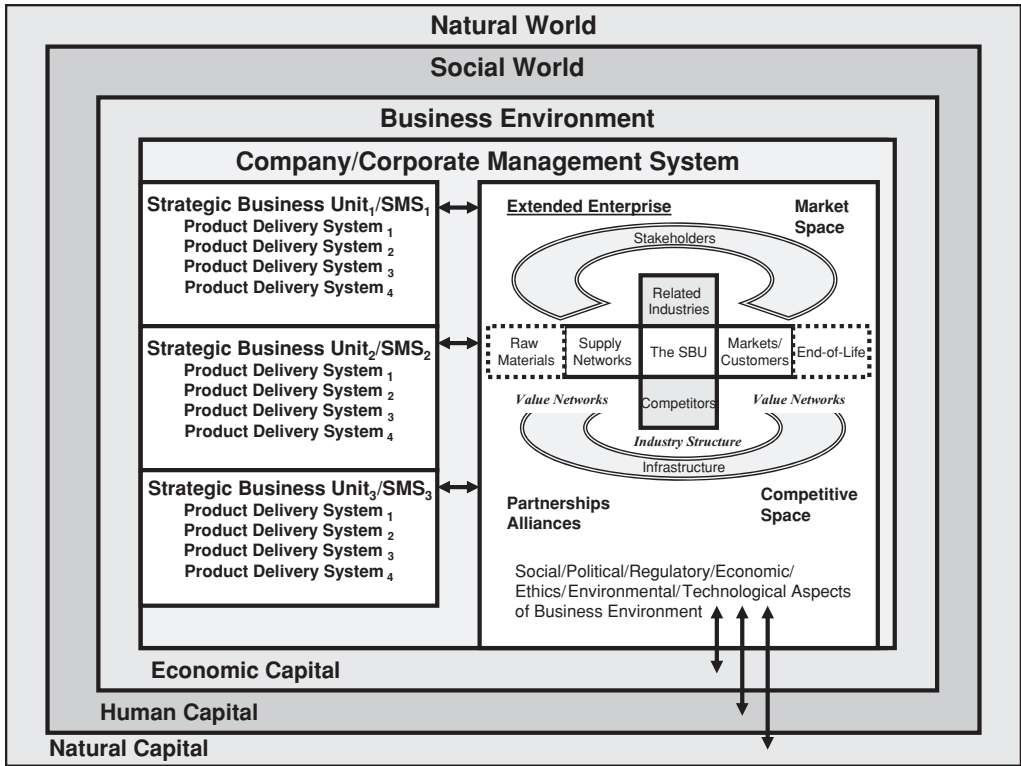 Natural World
Social World
Business Environment
Company/Corporate Management System
Strategic Business Unit₁/SMS₁
Product Delivery System ₁
Product Delivery System ₂
Product Delivery System ₃
Product Delivery System ₄
Strategic Business Unit₂/SMS₂
Product Delivery System ₁
Product Delivery System ₂
Product Delivery System ₃
Product Delivery System ₄
Strategic Business Unit₃/SMS₃
Product Delivery System ₁
Product Delivery System ₂
Product Delivery System ₃
Product Delivery System ₄
Extended Enterprise
Market
Space
Stakeholders
Related
Industries
Raw
Materials
Supply
Networks
The SBU
Markets/
Customers
End-of-Life
Value Networks
Competitors
Value Networks
Industry Structure
Infrastructure
Partnerships
Alliances
Competitive
Space
Social/Political/Regulatory/Economic/
Ethics/Environmental/Technological Aspects
of Business Environment
Economic Capital
Human Capital
Natural Capital